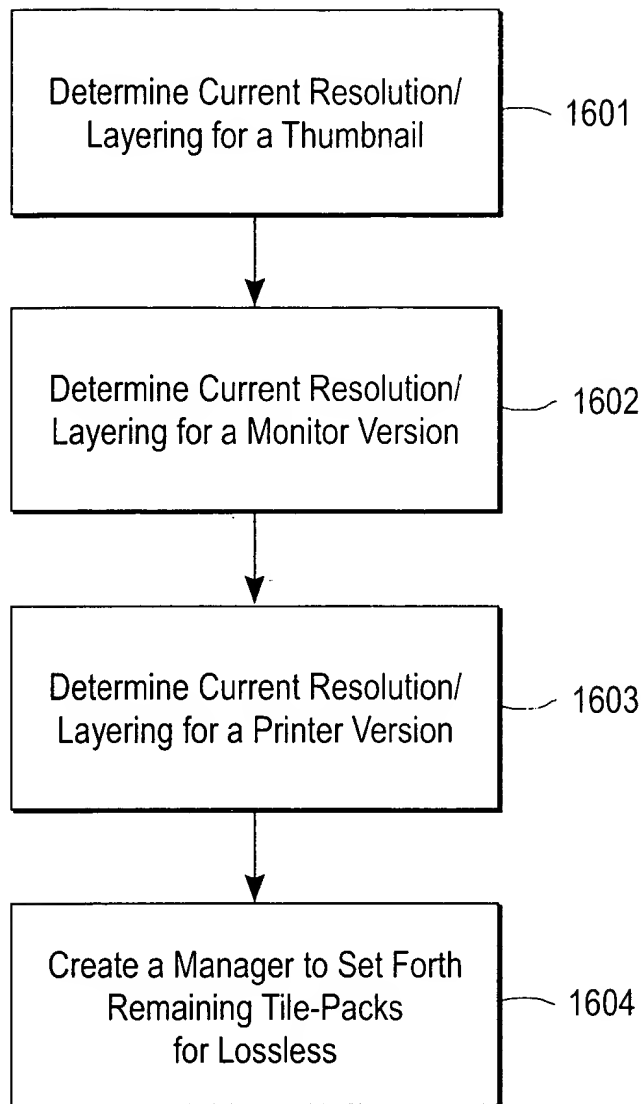 Determine Current Resolution/
Layering for a Thumbnail
1601
Determine Current Resolution/
Layering for a Monitor Version
1602
Determine Current Resolution/
Layering for a Printer Version
1603
Create a Manager to Set Forth
Remaining Tile-Packs
for Lossless
1604